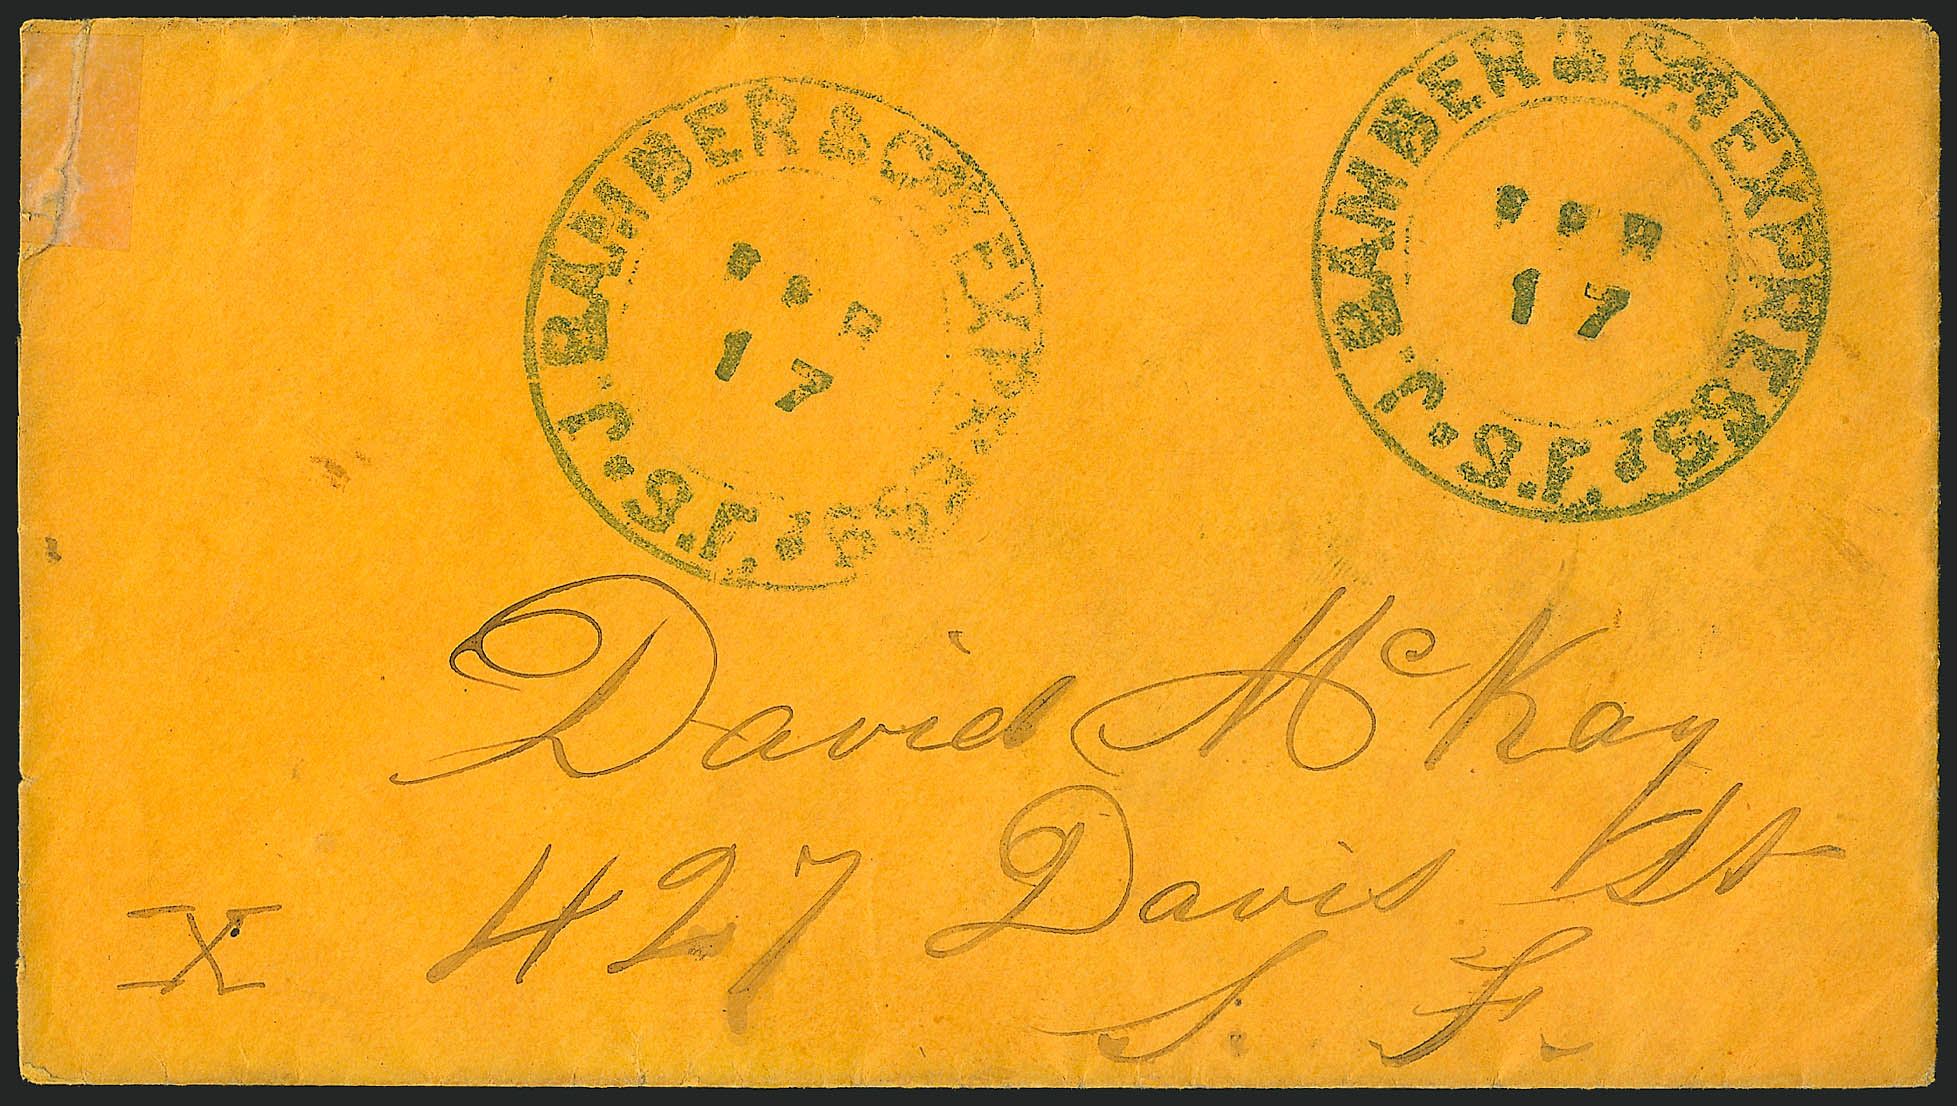 J. BAMBER & Co's EXPRESS,
S.F.
17
J. BAMBER & Co's EXPRESS,
S.F.
17
David McKay
427 Davis St
X
S. F.